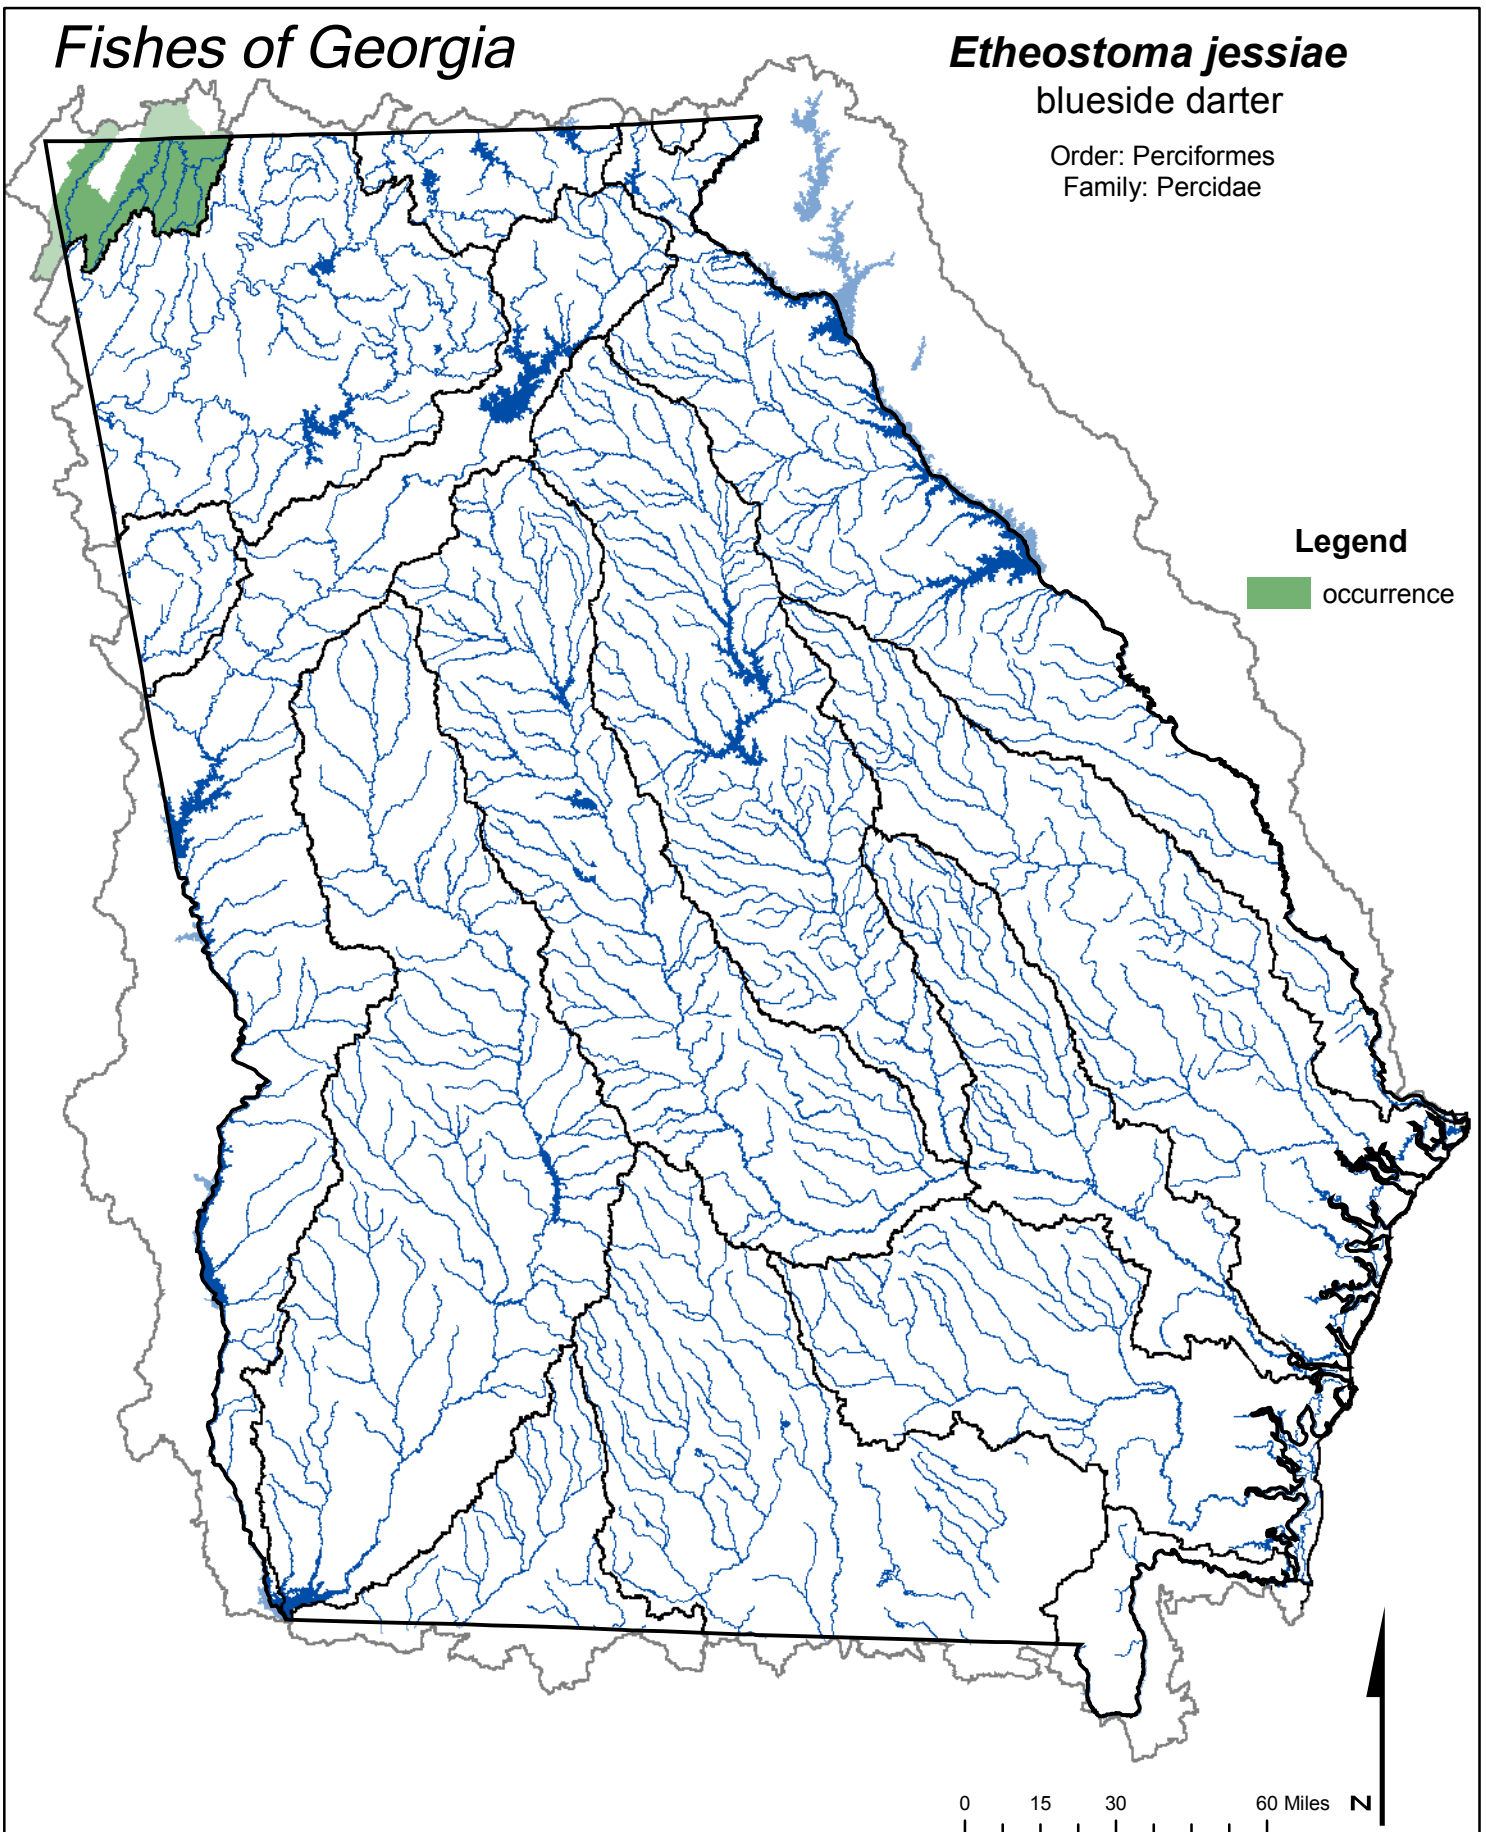 Fishes of Georgia
Etheostoma jessiae
blueside darter
Order: Perciformes
Family: Percidae
Legend
occurrence
0 15 30 60 Miles
N